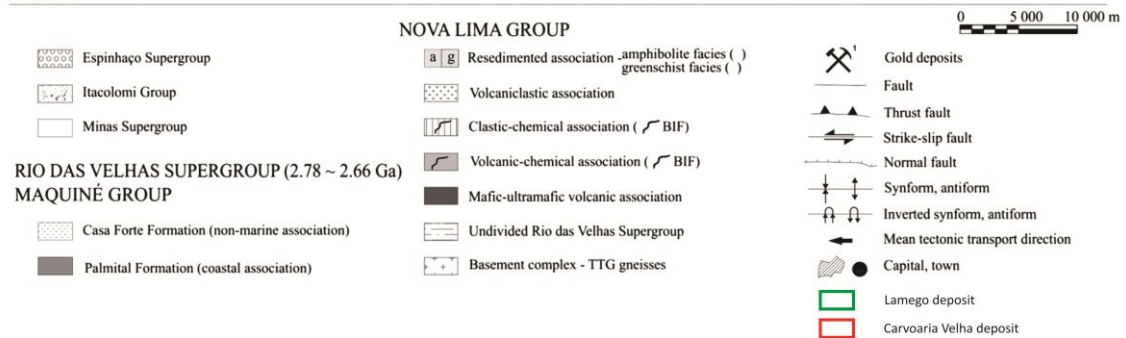 Espinhaço Supergroup
Itacolomi Group
Minas Supergroup
RIO DAS VELHAS SUPERGROUP (2.78 ~ 2.66 Ga)
MAQUINÉ GROUP
Casa Forte Formation (non-marine association)
Palmital Formation (coastal association)
NOVA LIMA GROUP
a g Resedimented association - amphibolite facies ( )
greenschist facies ( )
Volcaniclastic association
Clastic-chemical association ( BIF)
Volcanic-chemical association ( BIF)
Mafic-ultramafic volcanic association
Undivided Rio das Velhas Supergroup
Basement complex - TTG gneisses
0 5 000 10 000 m
1 Gold deposits
Fault
Thrust fault
Strike-slip fault
Normal fault
Synform, antiform
Inverted synform, antiform
Mean tectonic transport direction
Capital, town
Lamego deposit
Carvoaria Velha deposit